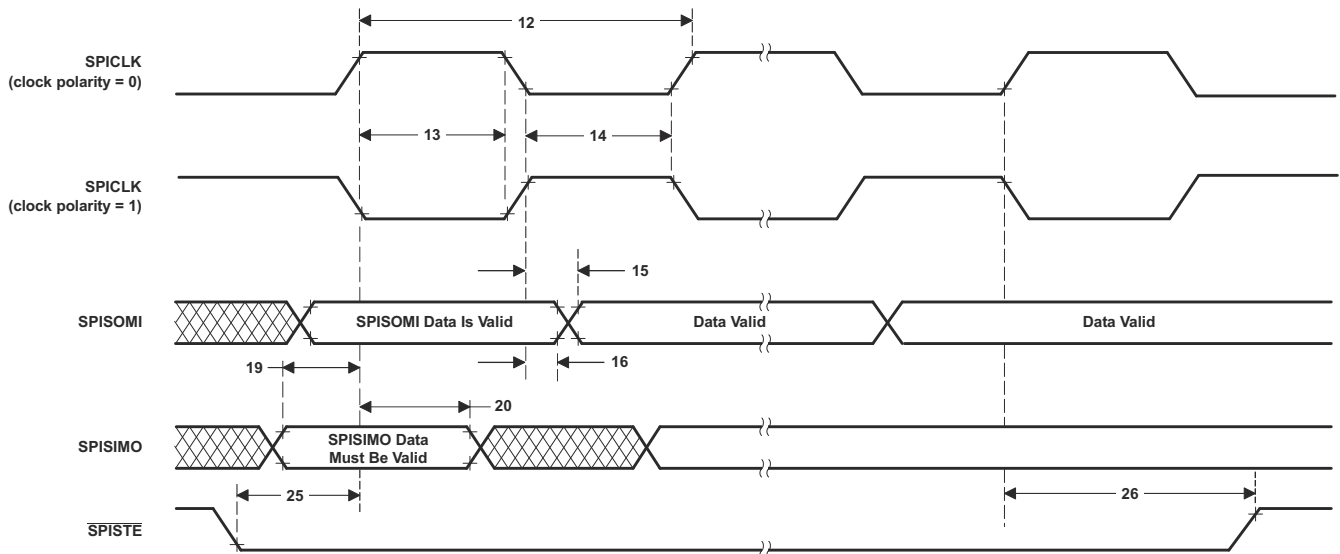 12
SPICLK
(clock polarity = 0)
13
14
SPICLK
(clock polarity = 1)
15
SPISOMI
SPISOMI Data Is Valid
Data Valid
Data Valid
16
19
20
SPISIMO
SPISIMO Data
Must Be Valid
25
26
SPISTE